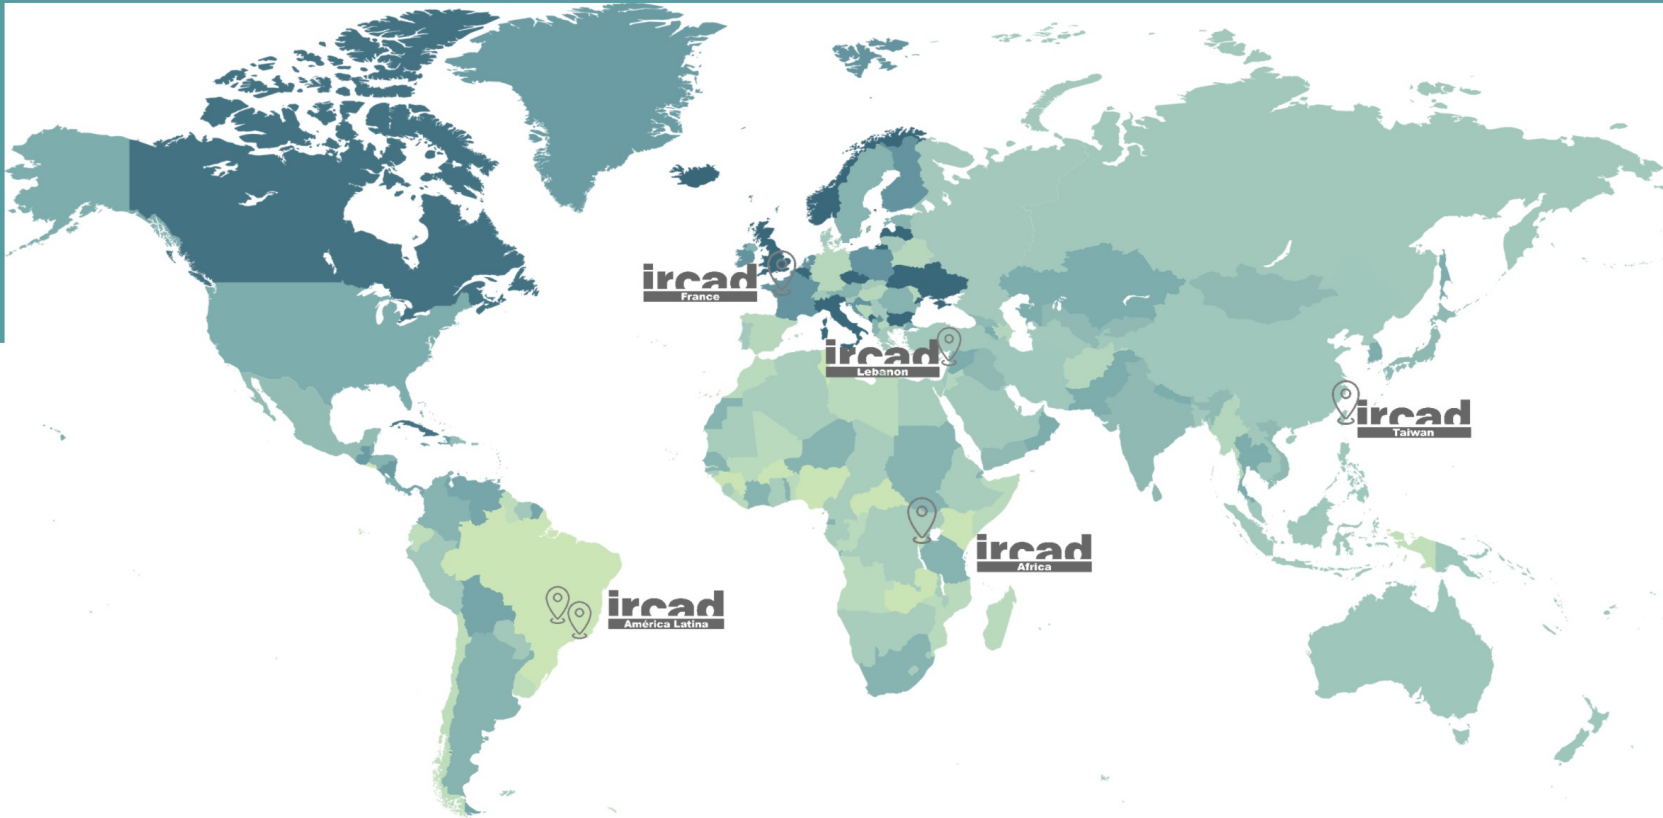 ircad
France
ircad
Lebanon
ircad
Taiwan
ircad
Africa
ircad
América Latina